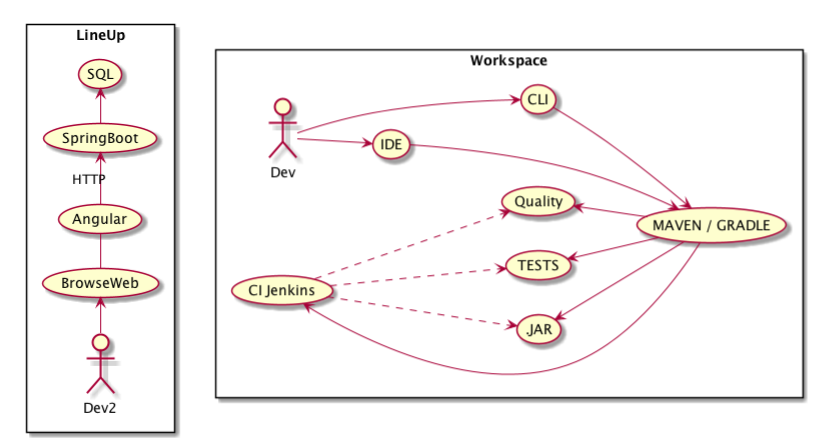 LineUp
SQL
SpringBoot
HTTP
Angular
BrowseWeb
Dev2
Workspace
CLI
IDE
Dev
Quality
MAVEN / GRADLE
TESTS
CI Jenkins
.JAR